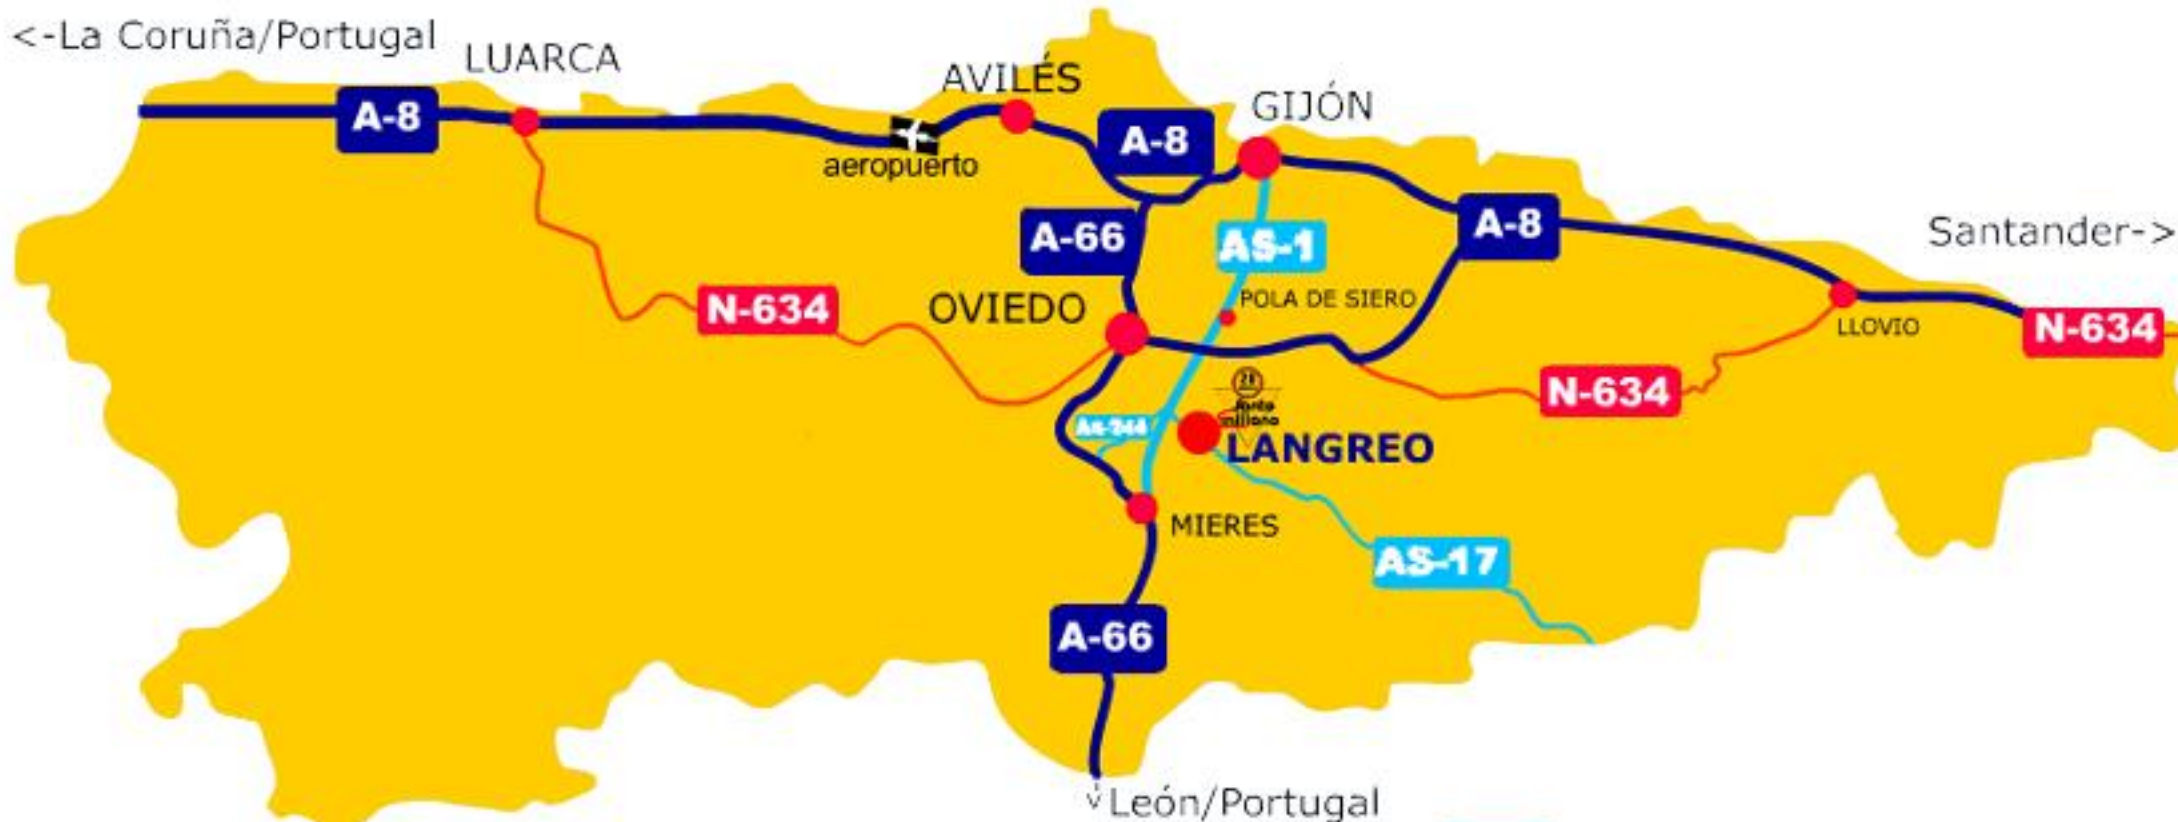 <-La Coruña/Portugal
LUARCA
AVILÉS
GIJÓN
A-8
A-8
aeropuerto
A-66
AS-1
A-8
Santander->
OVIEDO
POLA DE SIERO
N-634
LLOVIO
N-634
N-634
LANGREO
MIERES
AS-17
A-66
León/Portugal